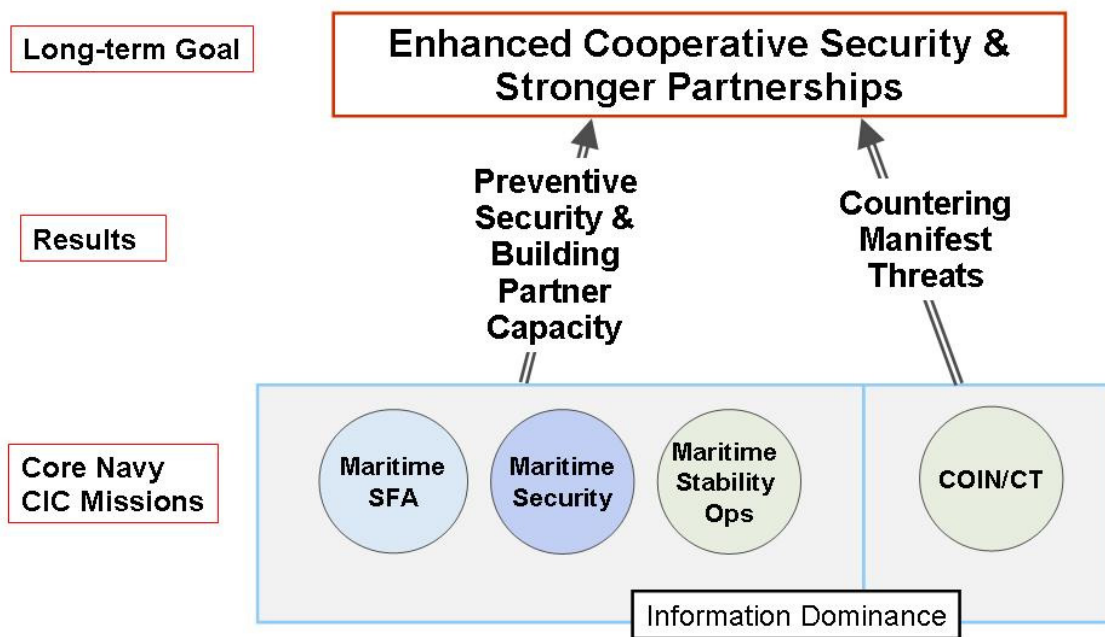 Long-term Goal
Enhanced Cooperative Security &
Stronger Partnerships
Results
Preventive
Security &
Building
Partner
Capacity
Countering
Manifest
Threats
Core Navy
CIC Missions
Maritime
SFA
Maritime
Security
Maritime
Stability
Ops
COIN/CT
Information Dominance